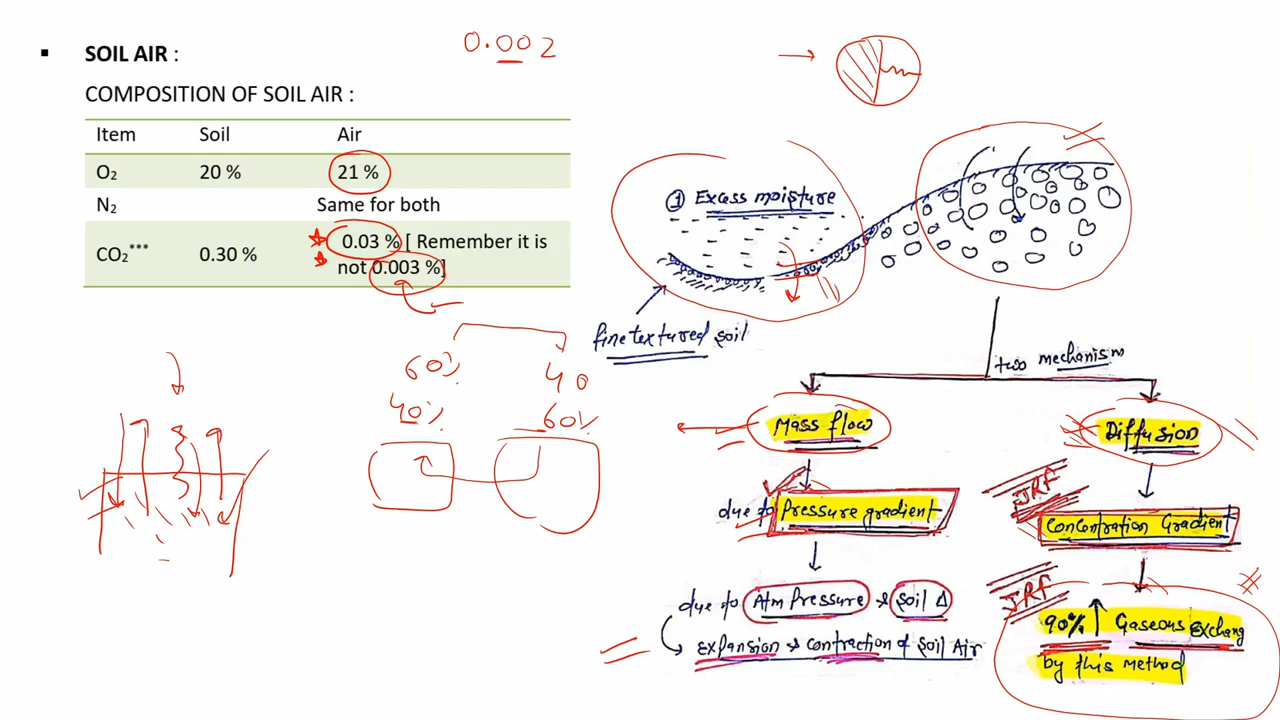 0.002
▪ SOIL AIR :
COMPOSITION OF SOIL AIR :
Item Soil Air
O₂ 20 % 21 %
N₂ Same for both
CO₂*** 0.30 % 0.03 % [ Remember it is
not 0.003 %]
① Excess moisture
fine textured soil
60% 40
40% 60%
two mechanism
Mass flow
Diffusion
due to Pressure gradient
JRF
Concentration Gradient
due to Atm Pressure & Soil Δ
→ expansion & contraction of Soil Air
JRF
90% ↑ Gaseous Exchang
by this method